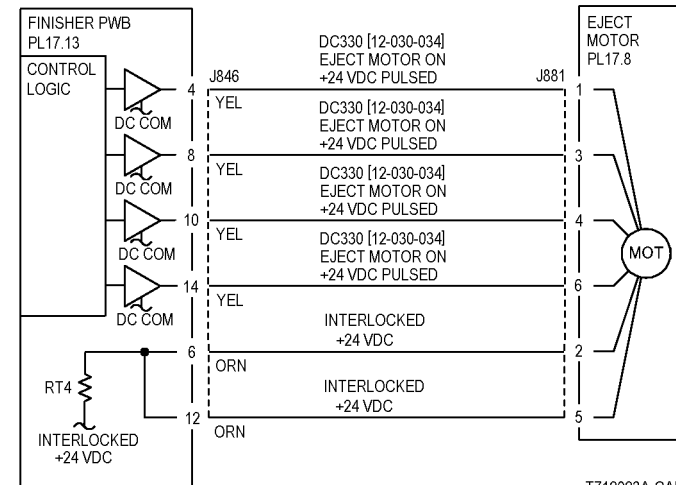 FINISHER PWB
PL17.13
CONTROL
LOGIC
DC330 [12-030-034]
EJECT MOTOR ON
+24 VDC PULSED
EJECT
MOTOR
PL17.8
J846
J881
4
1
YEL
DC COM
DC330 [12-030-034]
EJECT MOTOR ON
+24 VDC PULSED
8
3
YEL
DC COM
DC330 [12-030-034]
EJECT MOTOR ON
+24 VDC PULSED
10
4
YEL
DC COM
MOT
DC330 [12-030-034]
EJECT MOTOR ON
+24 VDC PULSED
14
6
YEL
DC COM
INTERLOCKED
+24 VDC
6
2
ORN
RT4
INTERLOCKED
+24 VDC
12
5
ORN
INTERLOCKED
+24 VDC